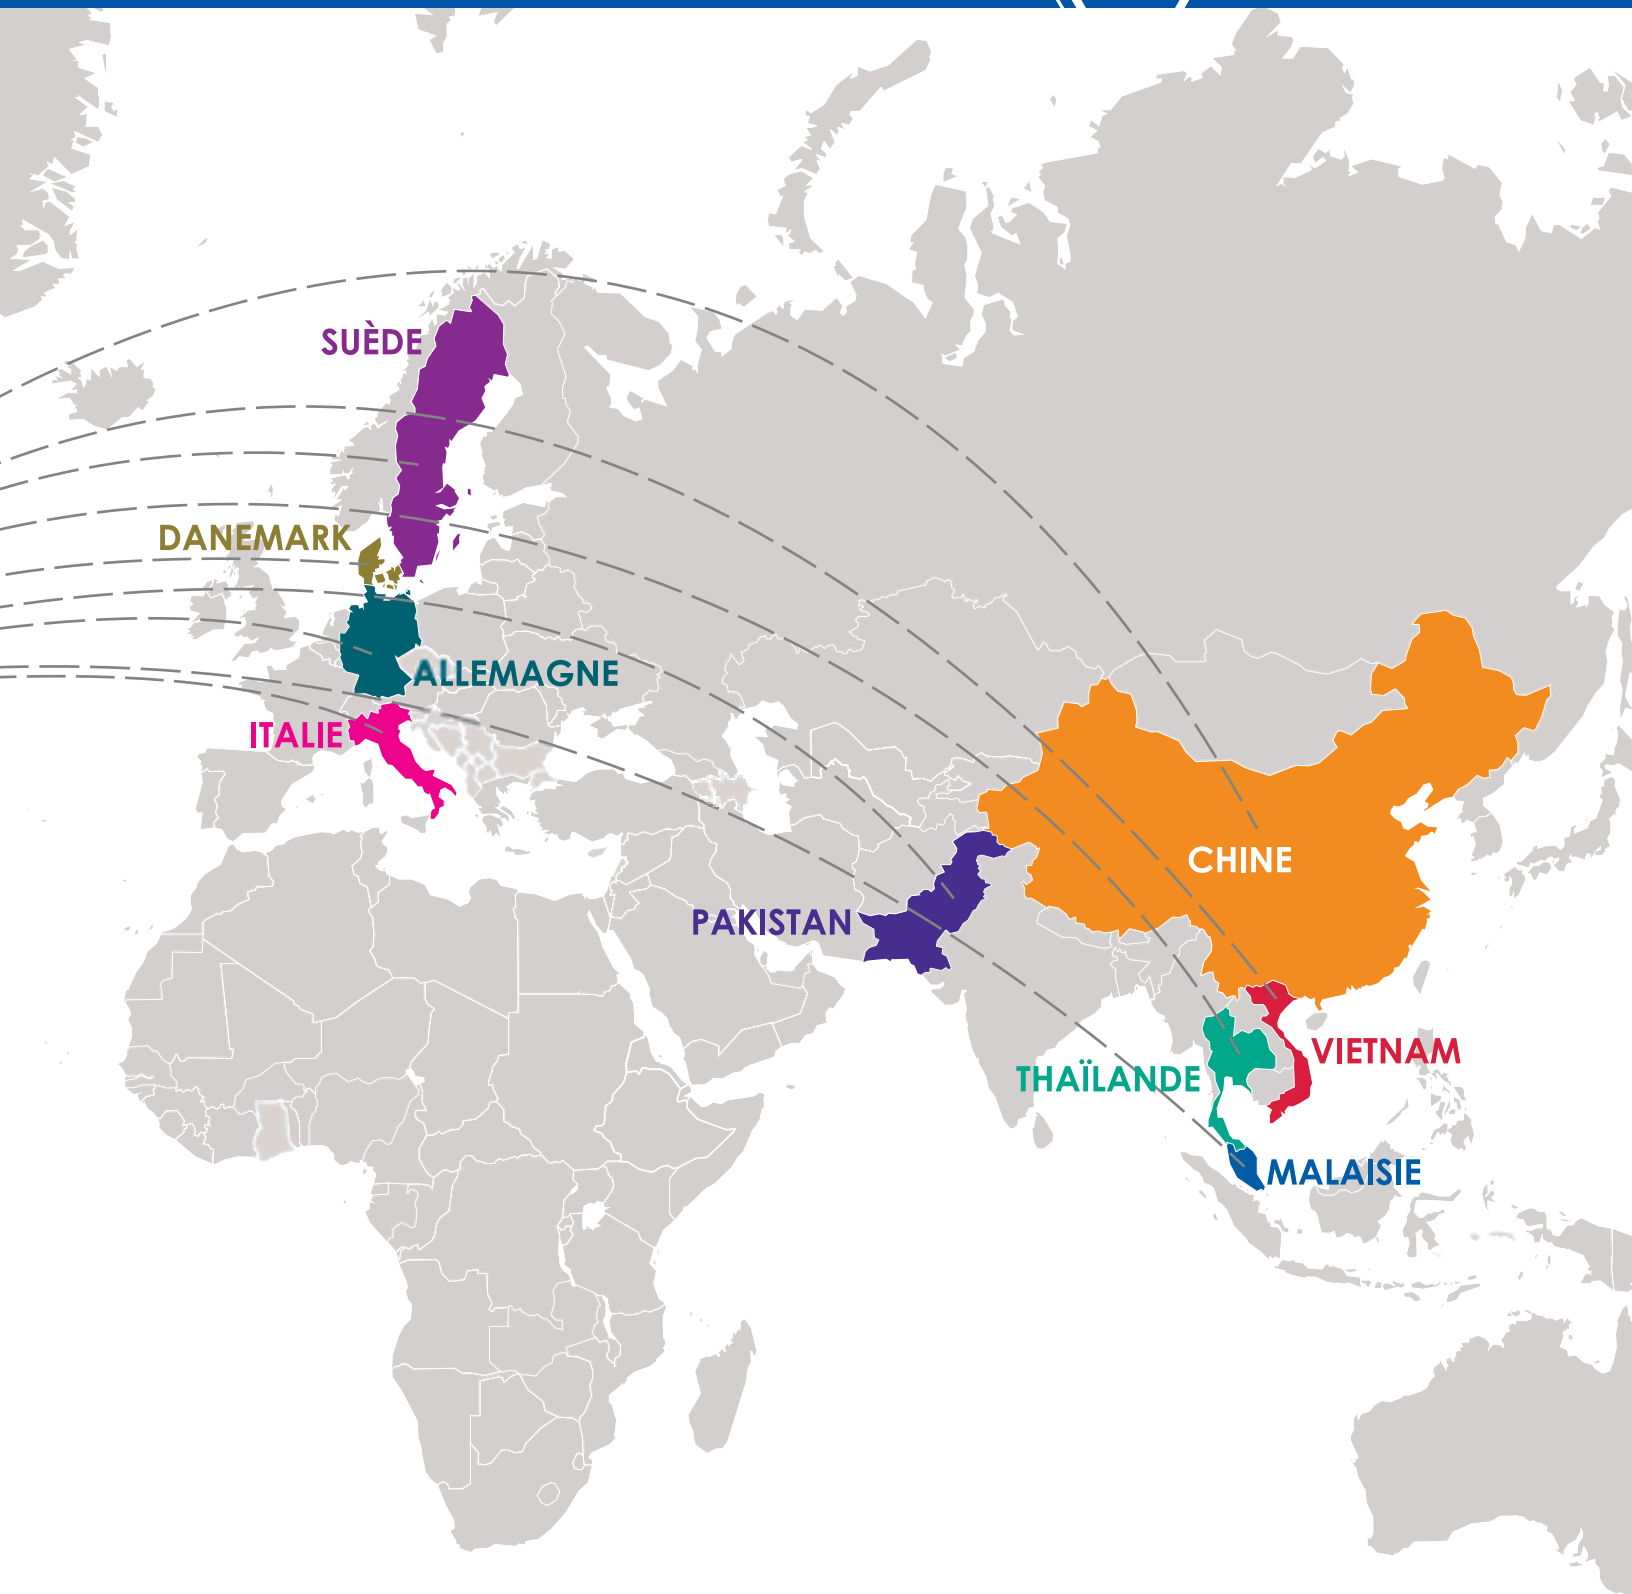 SUÈDE
DANEMARK
ALLEMAGNE
ITALIE
CHINE
PAKISTAN
VIETNAM
THAÏLANDE
MALAISIE